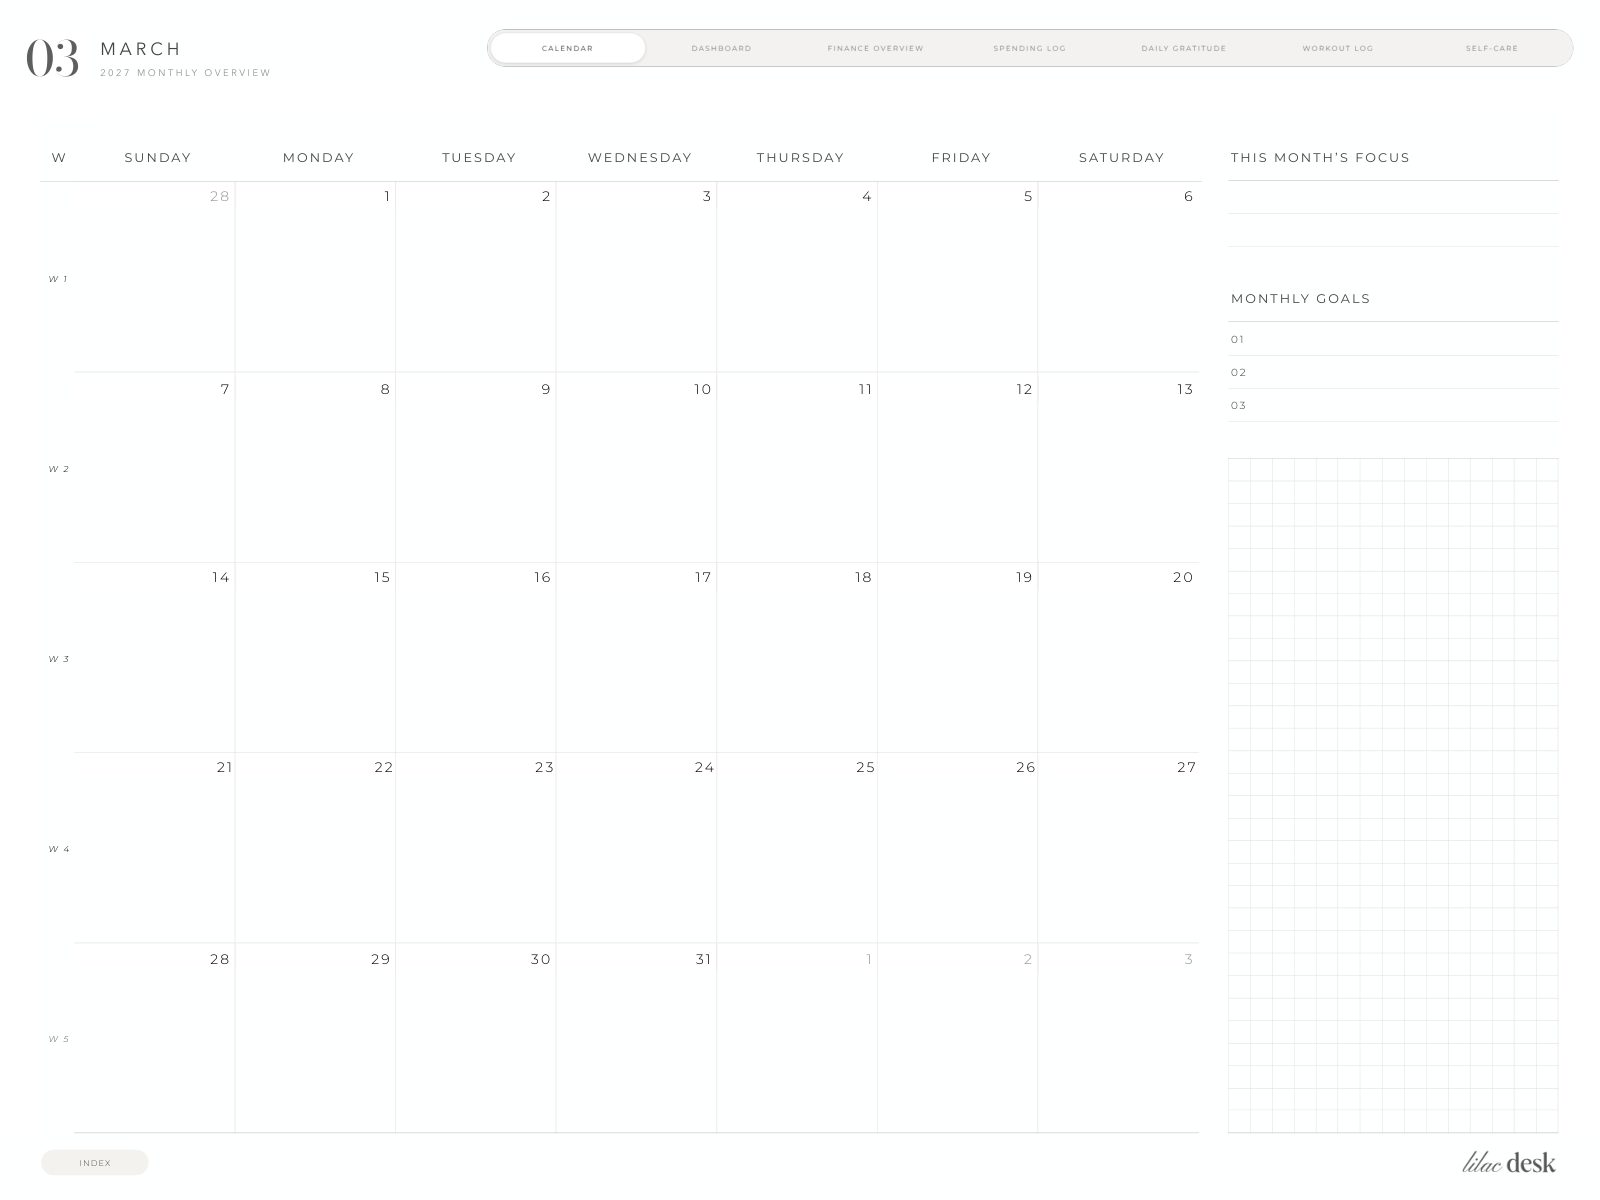 03 MARCH
2027 MONTHLY OVERVIEW
CALENDAR DASHBOARD FINANCE OVERVIEW SPENDING LOG DAILY GRATITUDE WORKOUT LOG SELF-CARE
W SUNDAY MONDAY TUESDAY WEDNESDAY THURSDAY FRIDAY SATURDAY
28 1 2 3 4 5 6
W 1
7 8 9 10 11 12 13
W 2
14 15 16 17 18 19 20
W 3
21 22 23 24 25 26 27
W 4
28 29 30 31 1 2 3
W 5
THIS MONTH'S FOCUS
MONTHLY GOALS
01
02
03
INDEX
lilac desk